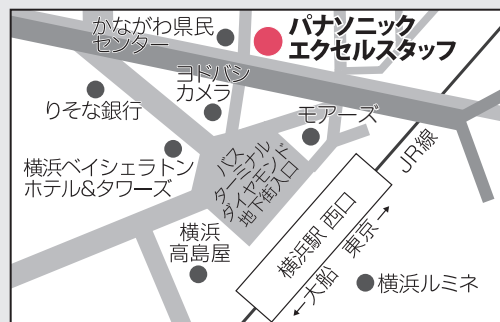 かながわ県民
センター
パナソニック
エクセルスタッフ
ヨドバシ
カメラ
りそな銀行
モアーズ
横浜ベイシェラトン
ホテル&タワーズ
バス
ターミナル
ダイヤモンド
地下街入口
JR線
横浜
高島屋
横浜駅 西口
東京→
←大船
横浜ルミネ